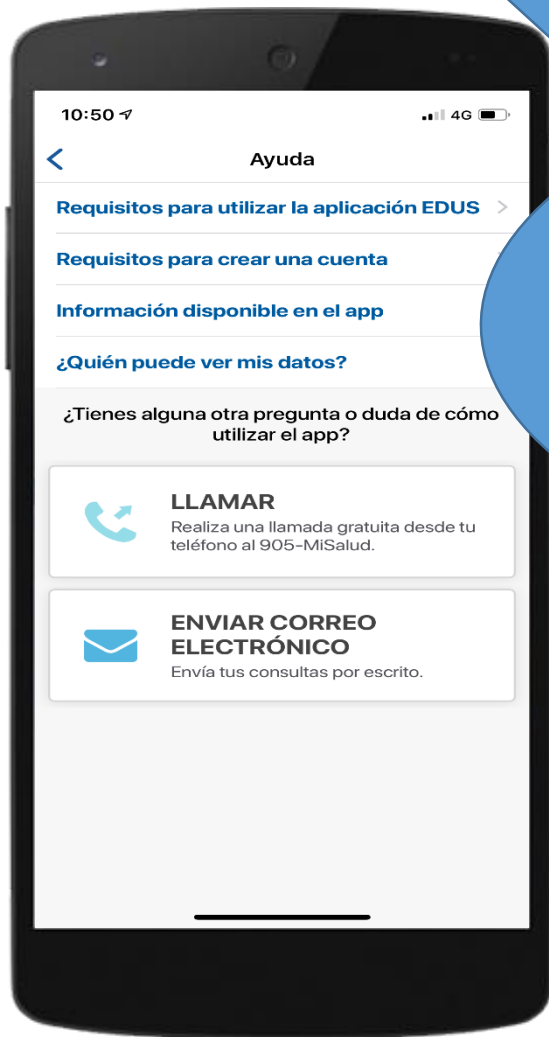 10:50
4G
Ayuda
Requisitos para utilizar la aplicación EDUS
Requisitos para crear una cuenta
Información disponible en el app
¿Quién puede ver mis datos?
¿Tienes alguna otra pregunta o duda de cómo
utilizar el app?
LLAMAR
Realiza una llamada gratuita desde tu
teléfono al 905-MiSalud.
ENVIAR CORREO
ELECTRÓNICO
Envía tus consultas por escrito.